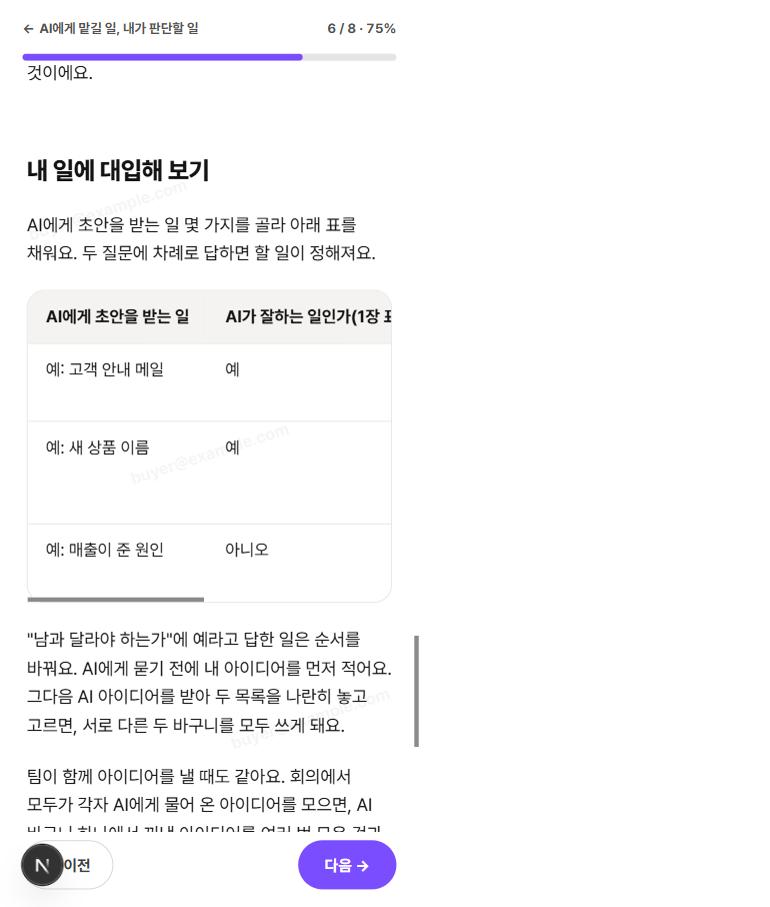 ← AI에게 맡길 일, 내가 판단할 일
6 / 8 · 75%
것이에요.
내 일에 대입해 보기
AI에게 초안을 받는 일 몇 가지를 골라 아래 표를
채워요. 두 질문에 차례로 답하면 할 일이 정해져요.
AI에게 초안을 받는 일 AI가 잘하는 일인가(1장 표
예: 고객 안내 메일 예
예: 새 상품 이름 예
buyer@example.com
예: 매출이 준 원인 아니오
"남과 달라야 하는가"에 예라고 답한 일은 순서를
바꿔요. AI에게 묻기 전에 내 아이디어를 먼저 적어요.
그다음 AI 아이디어를 받아 두 목록을 나란히 놓고
고르면, 서로 다른 두 바구니를 모두 쓰게 돼요.
팀이 함께 아이디어를 낼 때도 같아요. 회의에서
모두가 각자 AI에게 물어 온 아이디어를 모으면, AI
N 이전
다음 →